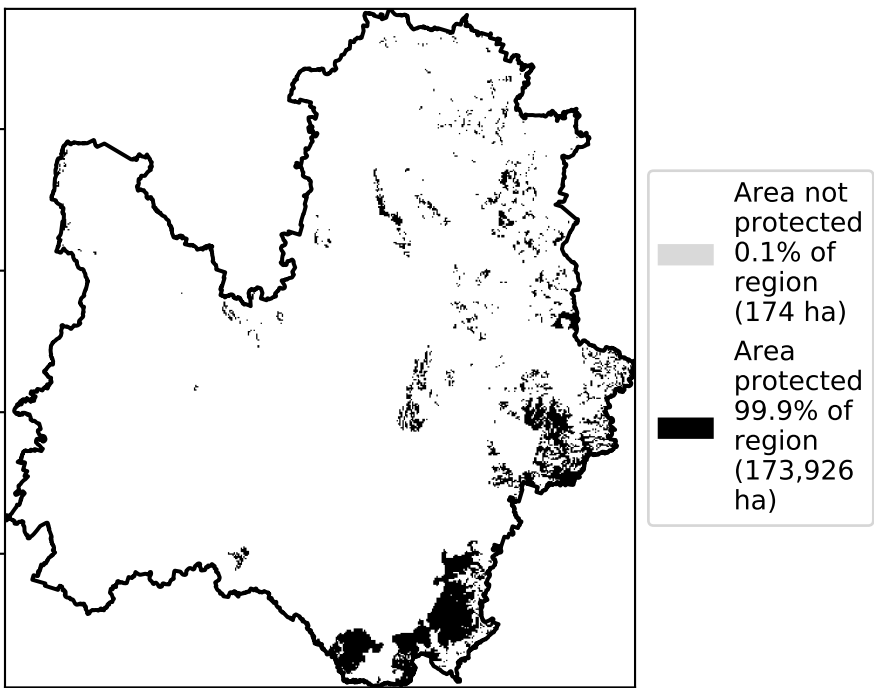 Area not
protected
0.1% of
region
(174 ha)
Area
protected
99.9% of
region
(173,926
ha)